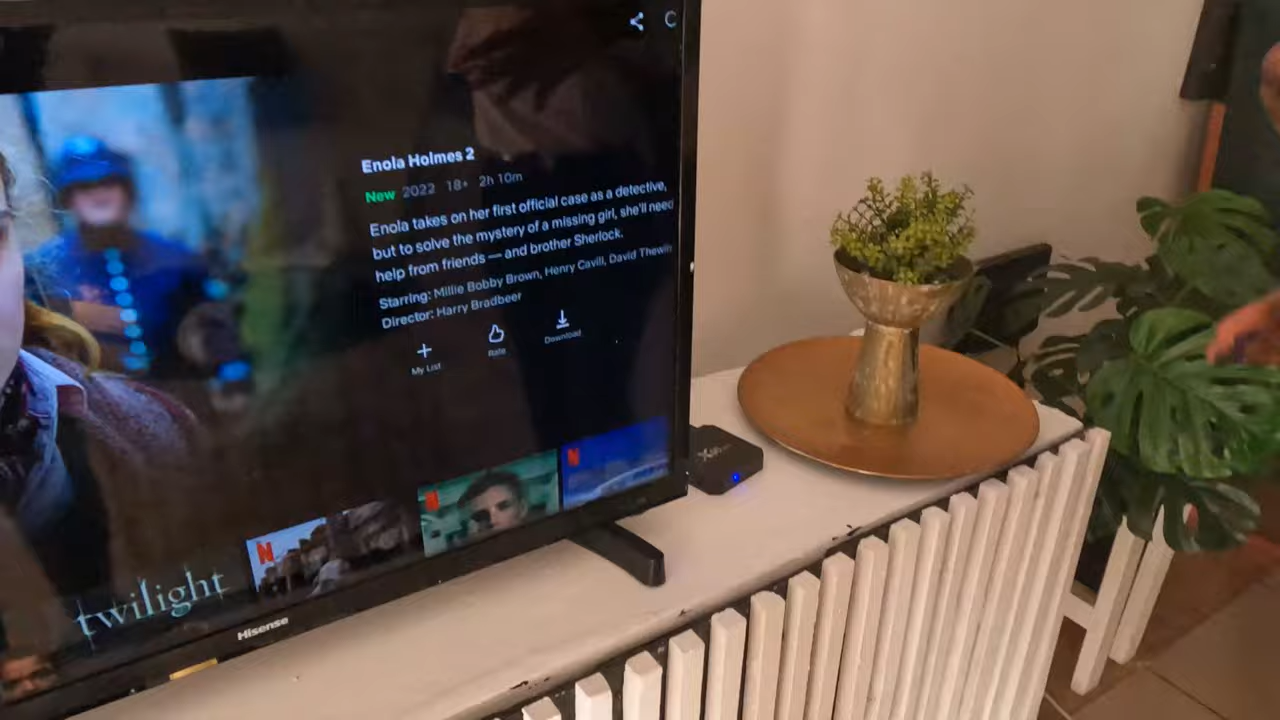 Enola Holmes 2
New 2022 18+ 2h 10m
Enola takes on her first official case as a detective,
but to solve the mystery of a missing girl, she'll need
help from friends — and brother Sherlock.
Starring: Millie Bobby Brown, Henry Cavill, David Thewlis
Director: Harry Bradbeer
My List
Rate
Download
N
N
N
twilight
Hisense